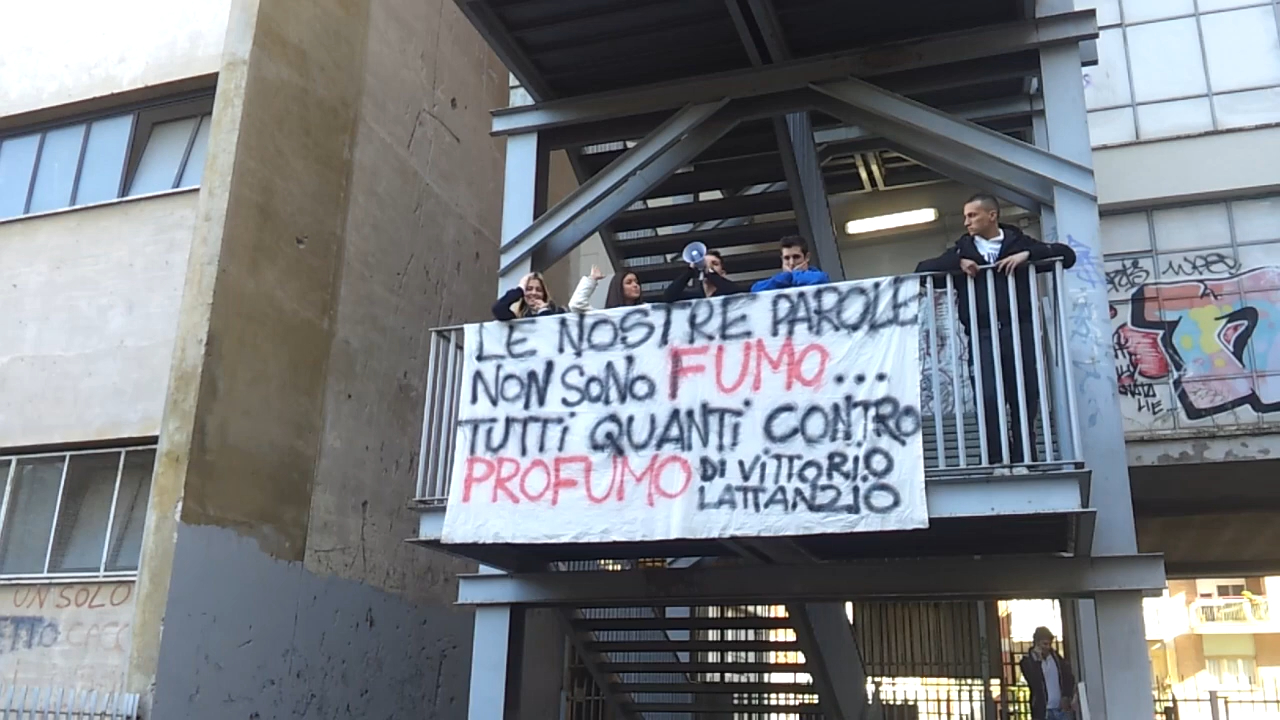 LE NOSTRE PAROLE
NON SONO FUMO...
TUTTI QUANTI CONTRO
PROFUMO DI VITTORIO
LATTANZIO
UN SOLO